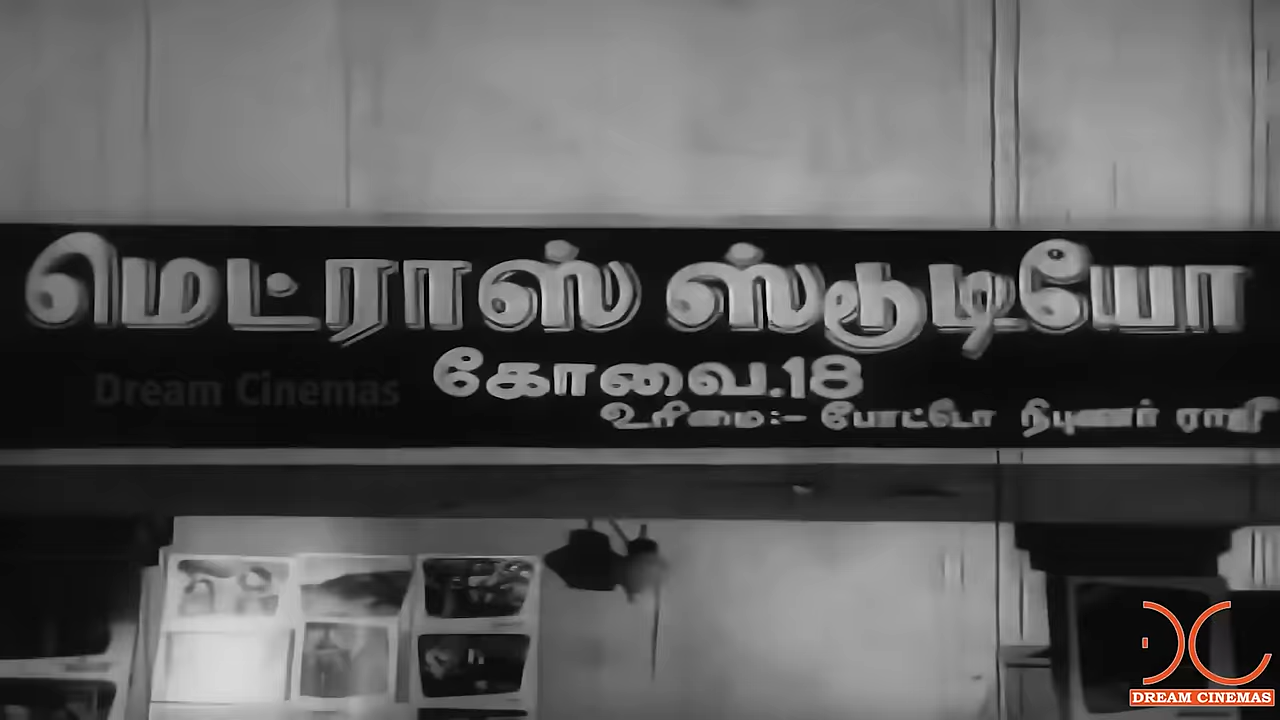 மெட்ராஸ் ஸ்டூடியோ
கோவை.18
Dream Cinemas
உரிமை:- போட்டோ நிபுணர்
DREAM CINEMAS